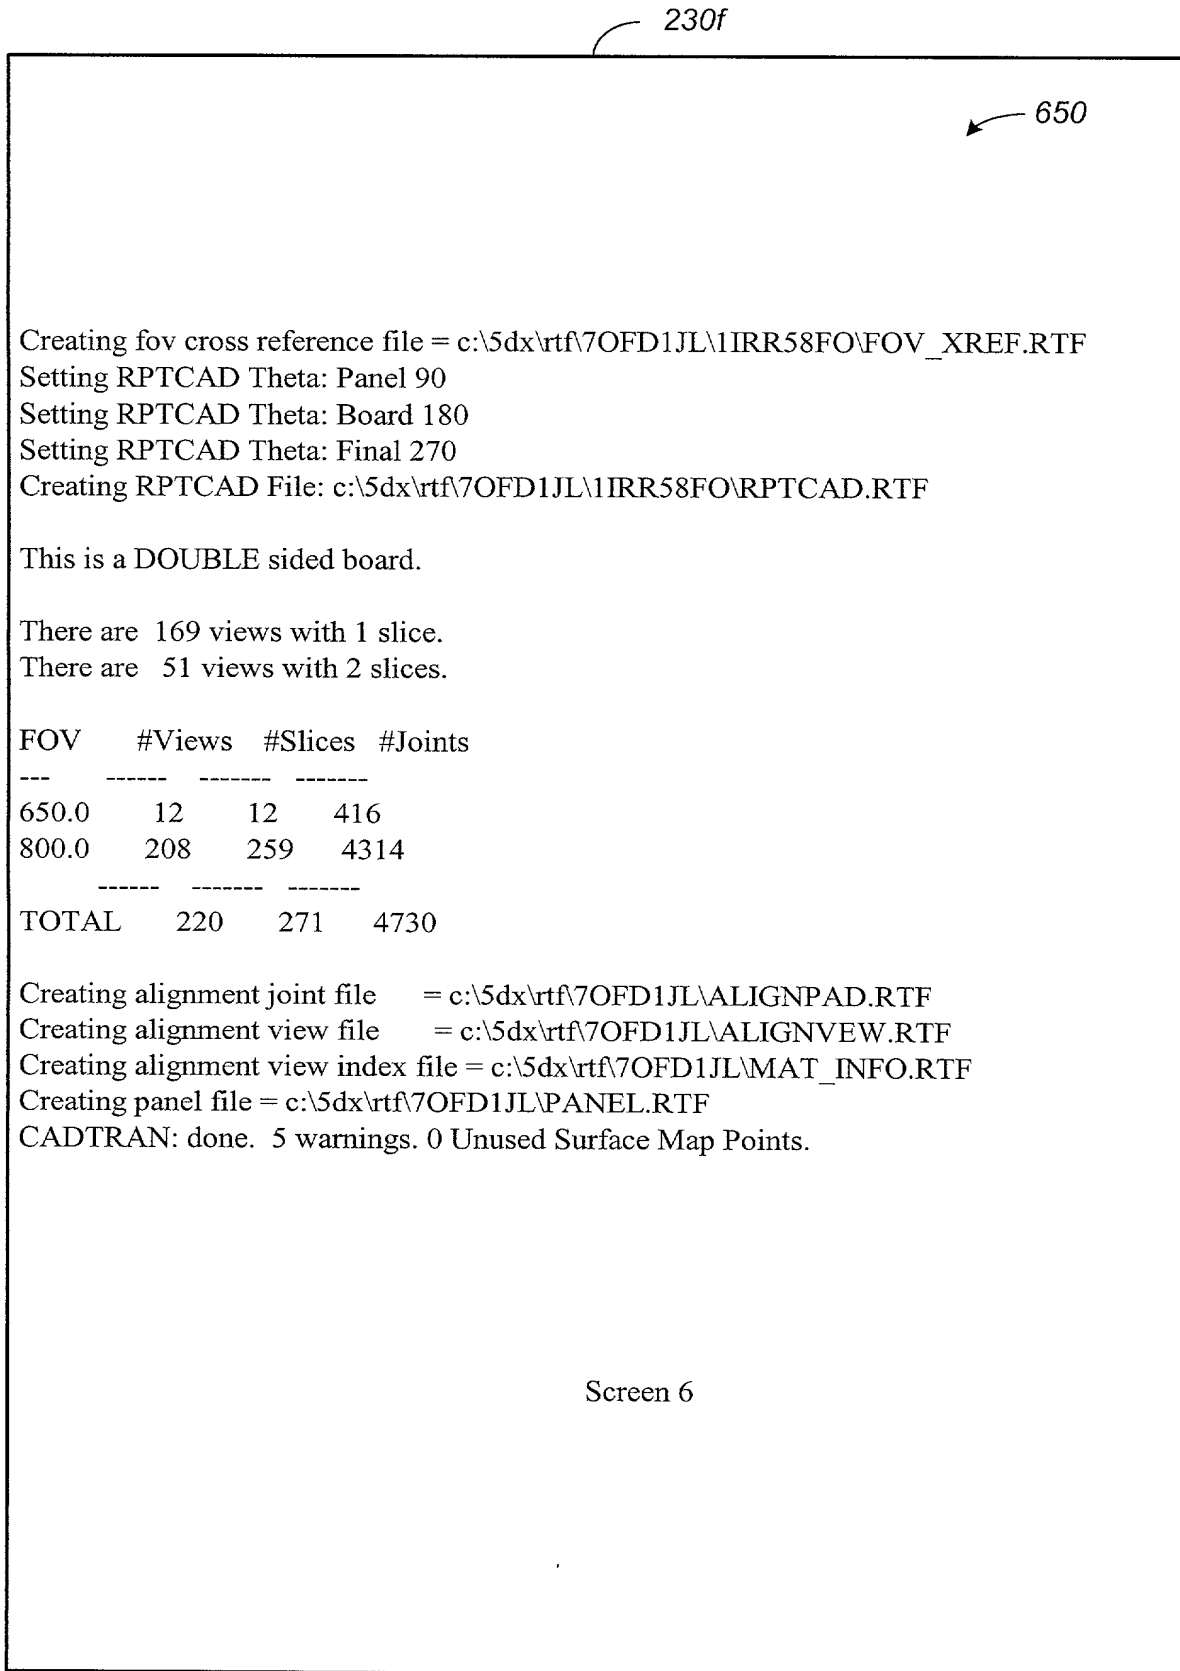 230f
650
Creating fov cross reference file = c:\5dx\rtf\7OFD1JL\1IRR58FO\FOV_XREF.RTF
Setting RPTCAD Theta: Panel 90
Setting RPTCAD Theta: Board 180
Setting RPTCAD Theta: Final 270
Creating RPTCAD File: c:\5dx\rtf\7OFD1JL\1IRR58FO\RPTCAD.RTF
This is a DOUBLE sided board.
There are  169 views with 1 slice.
There are   51 views with 2 slices.
FOV      #Views   #Slices   #Joints
---      ------   -------   -------
650.0       12       12      416
800.0      208      259     4314
------   -------   -------
TOTAL      220      271     4730
Creating alignment joint file     = c:\5dx\rtf\7OFD1JL\ALIGNPAD.RTF
Creating alignment view file      = c:\5dx\rtf\7OFD1JL\ALIGNVEW.RTF
Creating alignment view index file = c:\5dx\rtf\7OFD1JL\MAT_INFO.RTF
Creating panel file = c:\5dx\rtf\7OFD1JL\PANEL.RTF
CADTRAN: done.  5 warnings. 0 Unused Surface Map Points.
Screen 6